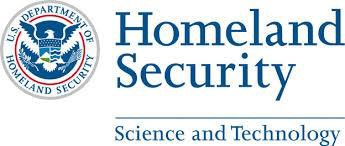 U.S. DEPARTMENT OF
HOMELAND SECURITY
Homeland
Security
Science and Technology